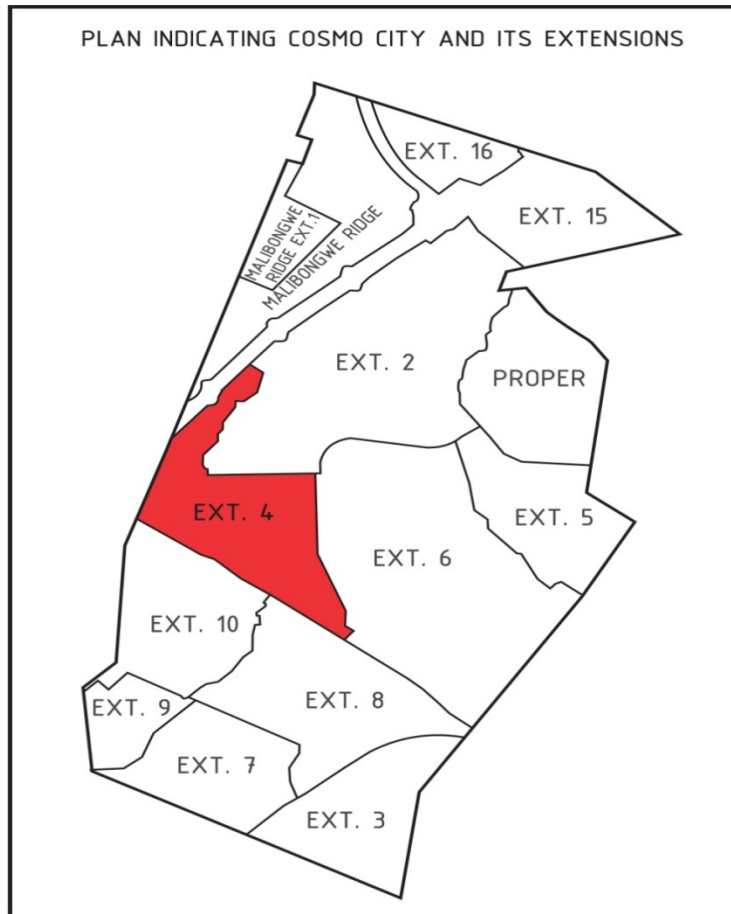 PLAN INDICATING COSMO CITY AND ITS EXTENSIONS
EXT. 16
EXT. 15
MALIBONGWE
RIDGE EXT.1
MALIBONGWE RIDGE
EXT. 2
PROPER
EXT. 4
EXT. 5
EXT. 6
EXT. 10
EXT. 8
EXT. 9
EXT. 7
EXT. 3